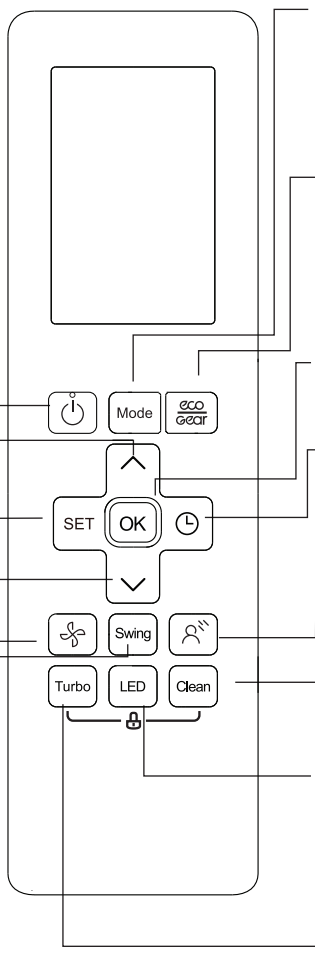 Mode
eco
Gear
SET
OK
Swing
Turbo
LED
Clean